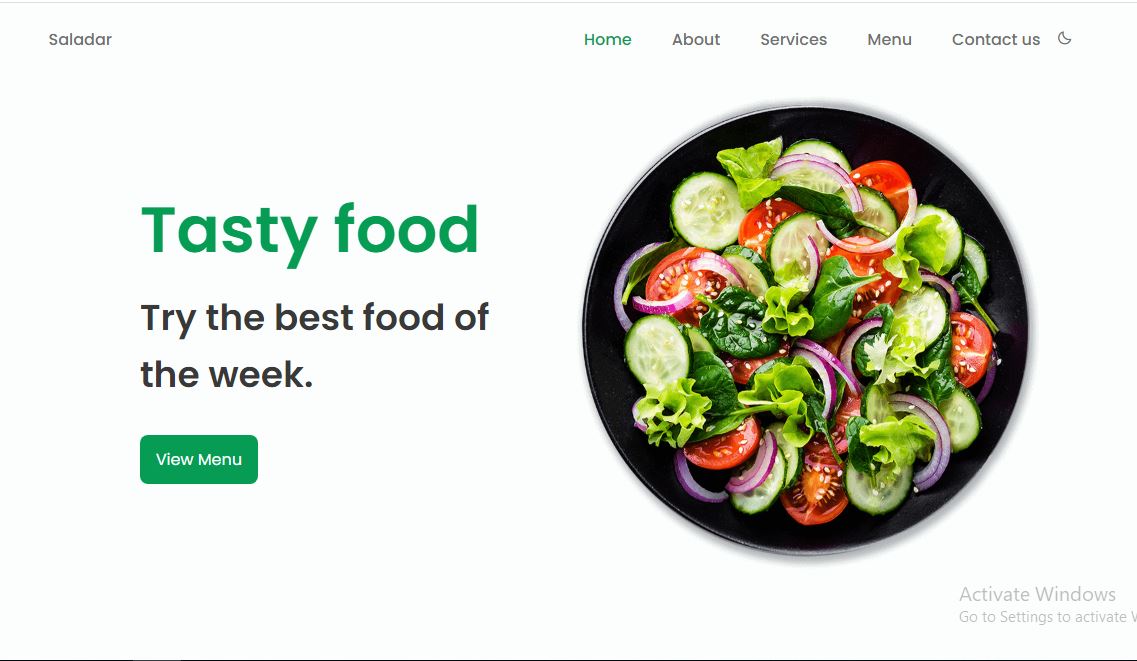 Saladar
Home About Services Menu Contact us
Tasty food
Try the best food of
the week.
View Menu
Activate Windows
Go to Settings to activate